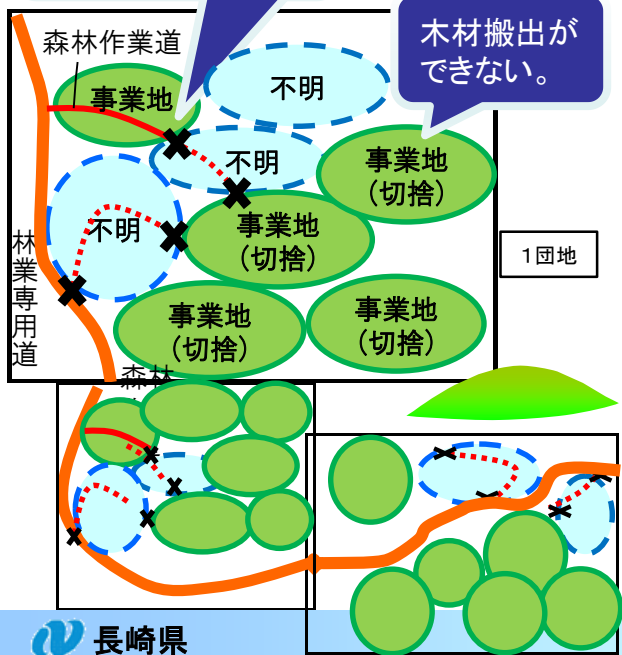 木材搬出が
できない。
森林作業道
事業地
不明
不明
事業地
(切捨)
不明
事業地
(切捨)
林業専用道
1団地
事業地
(切捨)
事業地
(切捨)
森林
長崎県